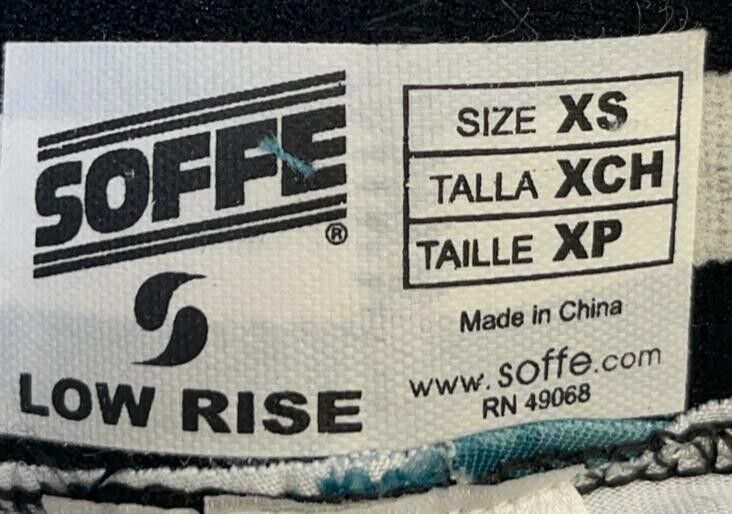 SOFFE
®
LOW RISE
SIZE XS
TALLA XCH
TAILLE XP
Made in China
www.soffe.com
RN 49068